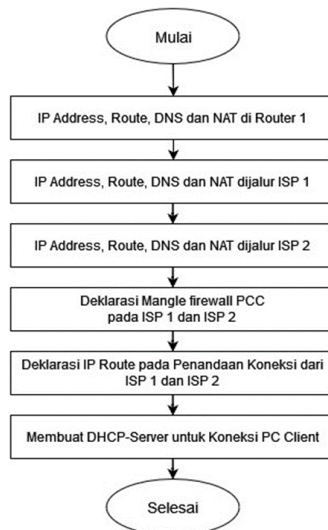 Mulai
IP Address, Route, DNS dan NAT di Router 1
IP Address, Route, DNS dan NAT dijalur ISP 1
IP Address, Route, DNS dan NAT dijalur ISP 2
Deklarasi Mangle firewall PCC
pada ISP 1 dan ISP 2
Deklarasi IP Route pada Penandaan Koneksi dari
ISP 1 dan ISP 2
Membuat DHCP-Server untuk Koneksi PC Client
Selesai